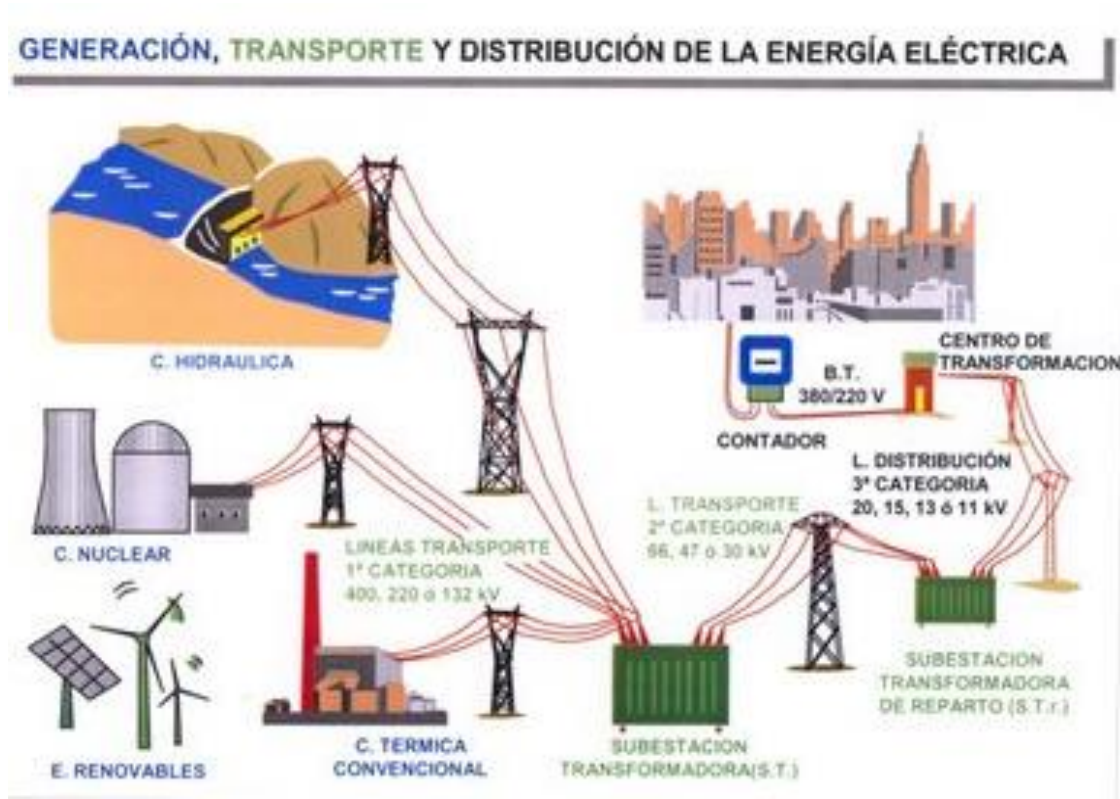 GENERACIÓN, TRANSPORTE Y DISTRIBUCIÓN DE LA ENERGÍA ELÉCTRICA
C. HIDRAULICA
CENTRO DE
TRANSFORMACION
B.T.
380/220 V
CONTADOR
L. DISTRIBUCIÓN
3ª CATEGORIA
20, 15, 13 ó 11 kV
L. TRANSPORTE
2ª CATEGORIA
66, 47 ó 30 kV
C. NUCLEAR
LINEAS TRANSPORTE
1ª CATEGORIA
400, 220 ó 132 kV
SUBESTACION
TRANSFORMADORA
DE REPARTO (S.T.r.)
E. RENOVABLES
C. TERMICA
CONVENCIONAL
SUBESTACION
TRANSFORMADORA(S.T.)